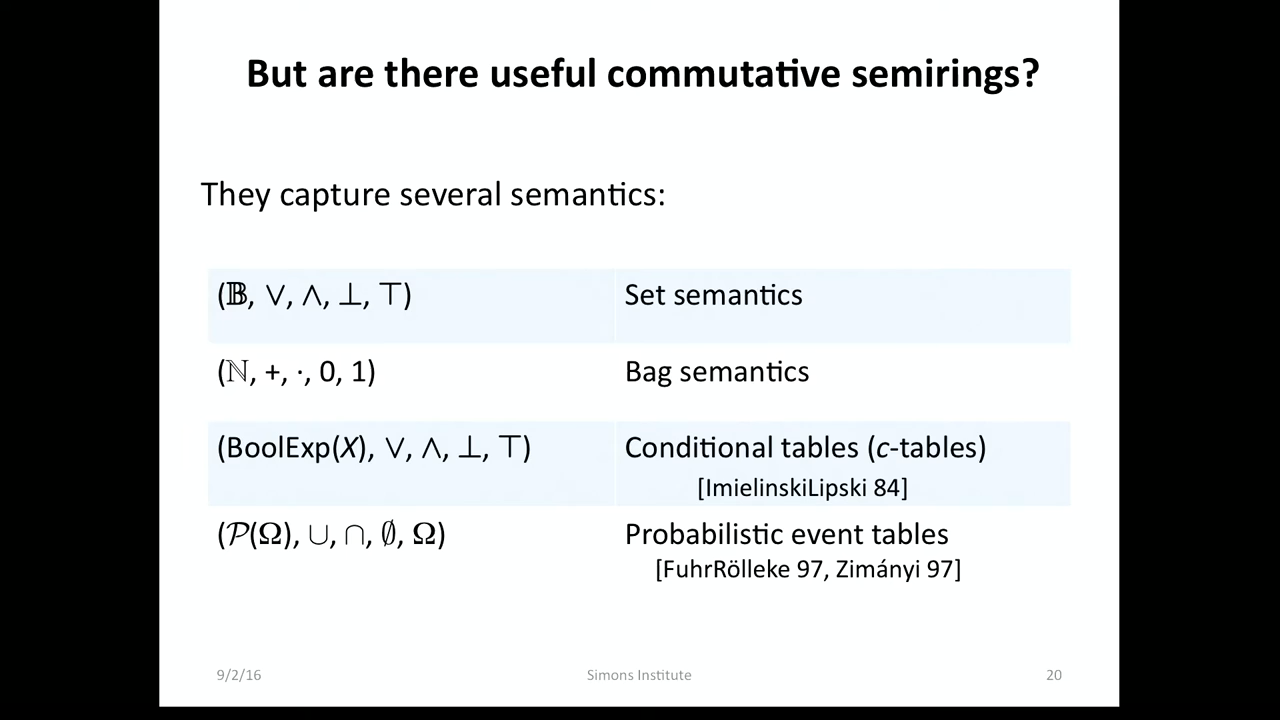 But are there useful commutative semirings?
They capture several semantics:
(𝔹, ∨, ∧, ⊥, ⊤) Set semantics
(ℕ, +, ·, 0, 1) Bag semantics
(BoolExp(X), ∨, ∧, ⊥, ⊤) Conditional tables (c-tables)
[ImielinskiLipski 84]
(𝒫(Ω), ∪, ∩, ∅, Ω) Probabilistic event tables
[FuhrRölleke 97, Zimányi 97]
9/2/16 Simons Institute 20